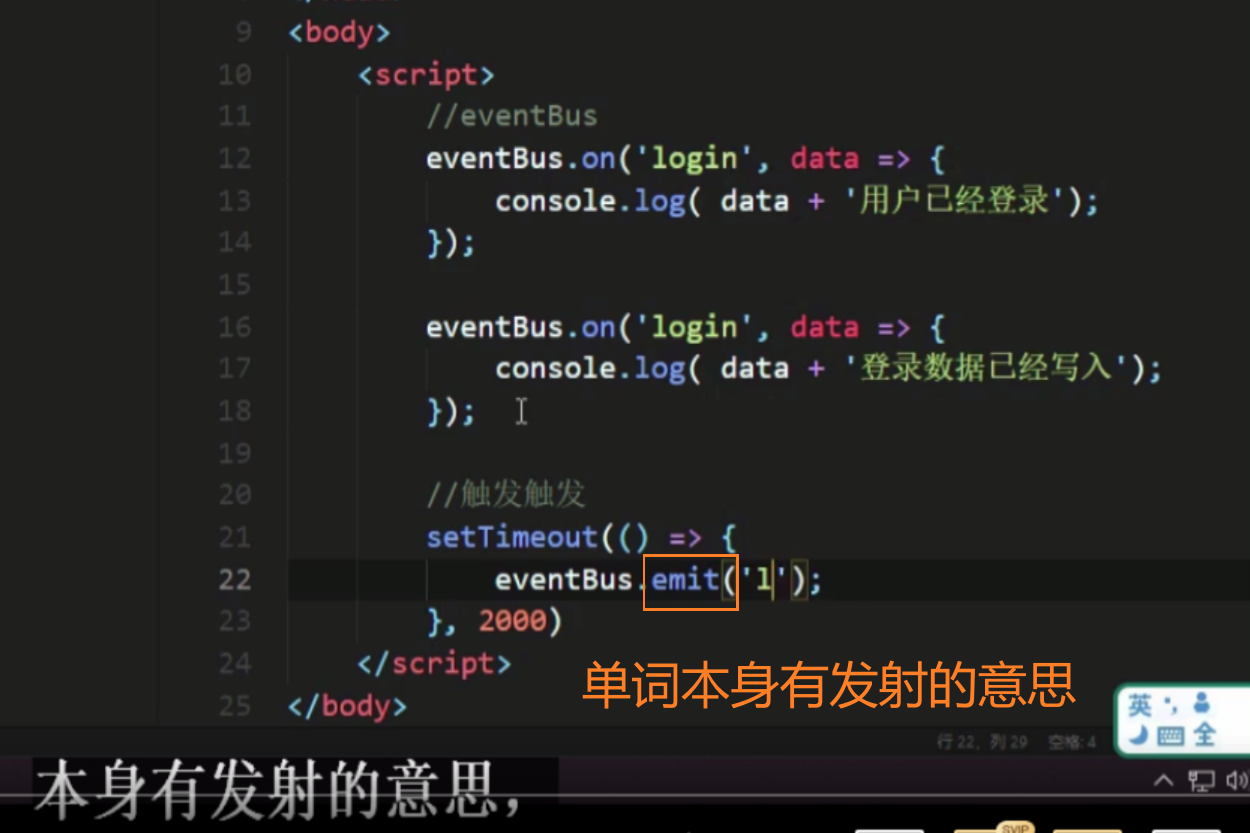 9 <body>
10 <script>
11 //eventBus
12 eventBus.on('login', data => {
13 console.log( data + '用户已经登录');
14 });
15
16 eventBus.on('login', data => {
17 console.log( data + '登录数据已经写入');
18 });
19
20 //触发触发
21 setTimeout(() => {
22 eventBus.emit('l');
23 }, 2000)
24 </script>
25 </body>
单词本身有发射的意思
英 ·,
全
行 22，列 29 空格: 4
本身有发射的意思，
SVIP